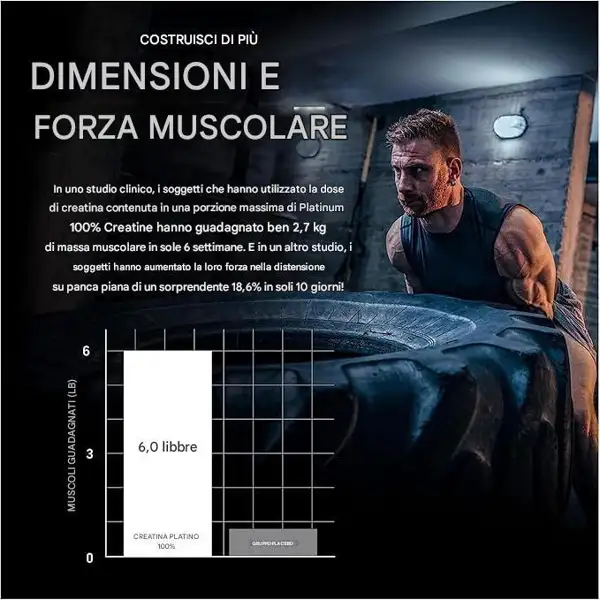 COSTRUISCI DI PIÙ
DIMENSIONI E
FORZA MUSCOLARE
In uno studio clinico, i soggetti che hanno utilizzato la dose
di creatina contenuta in una porzione massima di Platinum
100% Creatine hanno guadagnato ben 2,7 kg
di massa muscolare in sole 6 settimane. E in un altro studio, i
soggetti hanno aumentato la loro forza nella distensione
su panca piana di un sorprendente 18,6% in soli 10 giorni!
MUSCOLI GUADAGNATI (LB)
6
3
0
6,0 libbre
CREATINA PLATINO
100%
GRUPPO PLACEBO